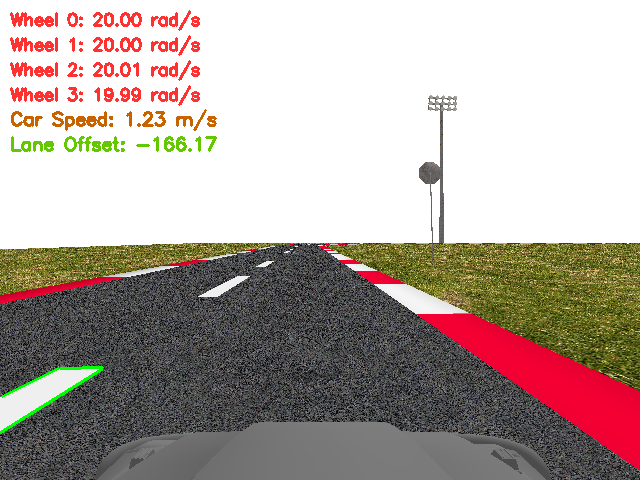 Wheel 0: 20.00 rad/s
Wheel 1: 20.00 rad/s
Wheel 2: 20.01 rad/s
Wheel 3: 19.99 rad/s
Car Speed: 1.23 m/s
Lane Offset: -166.17